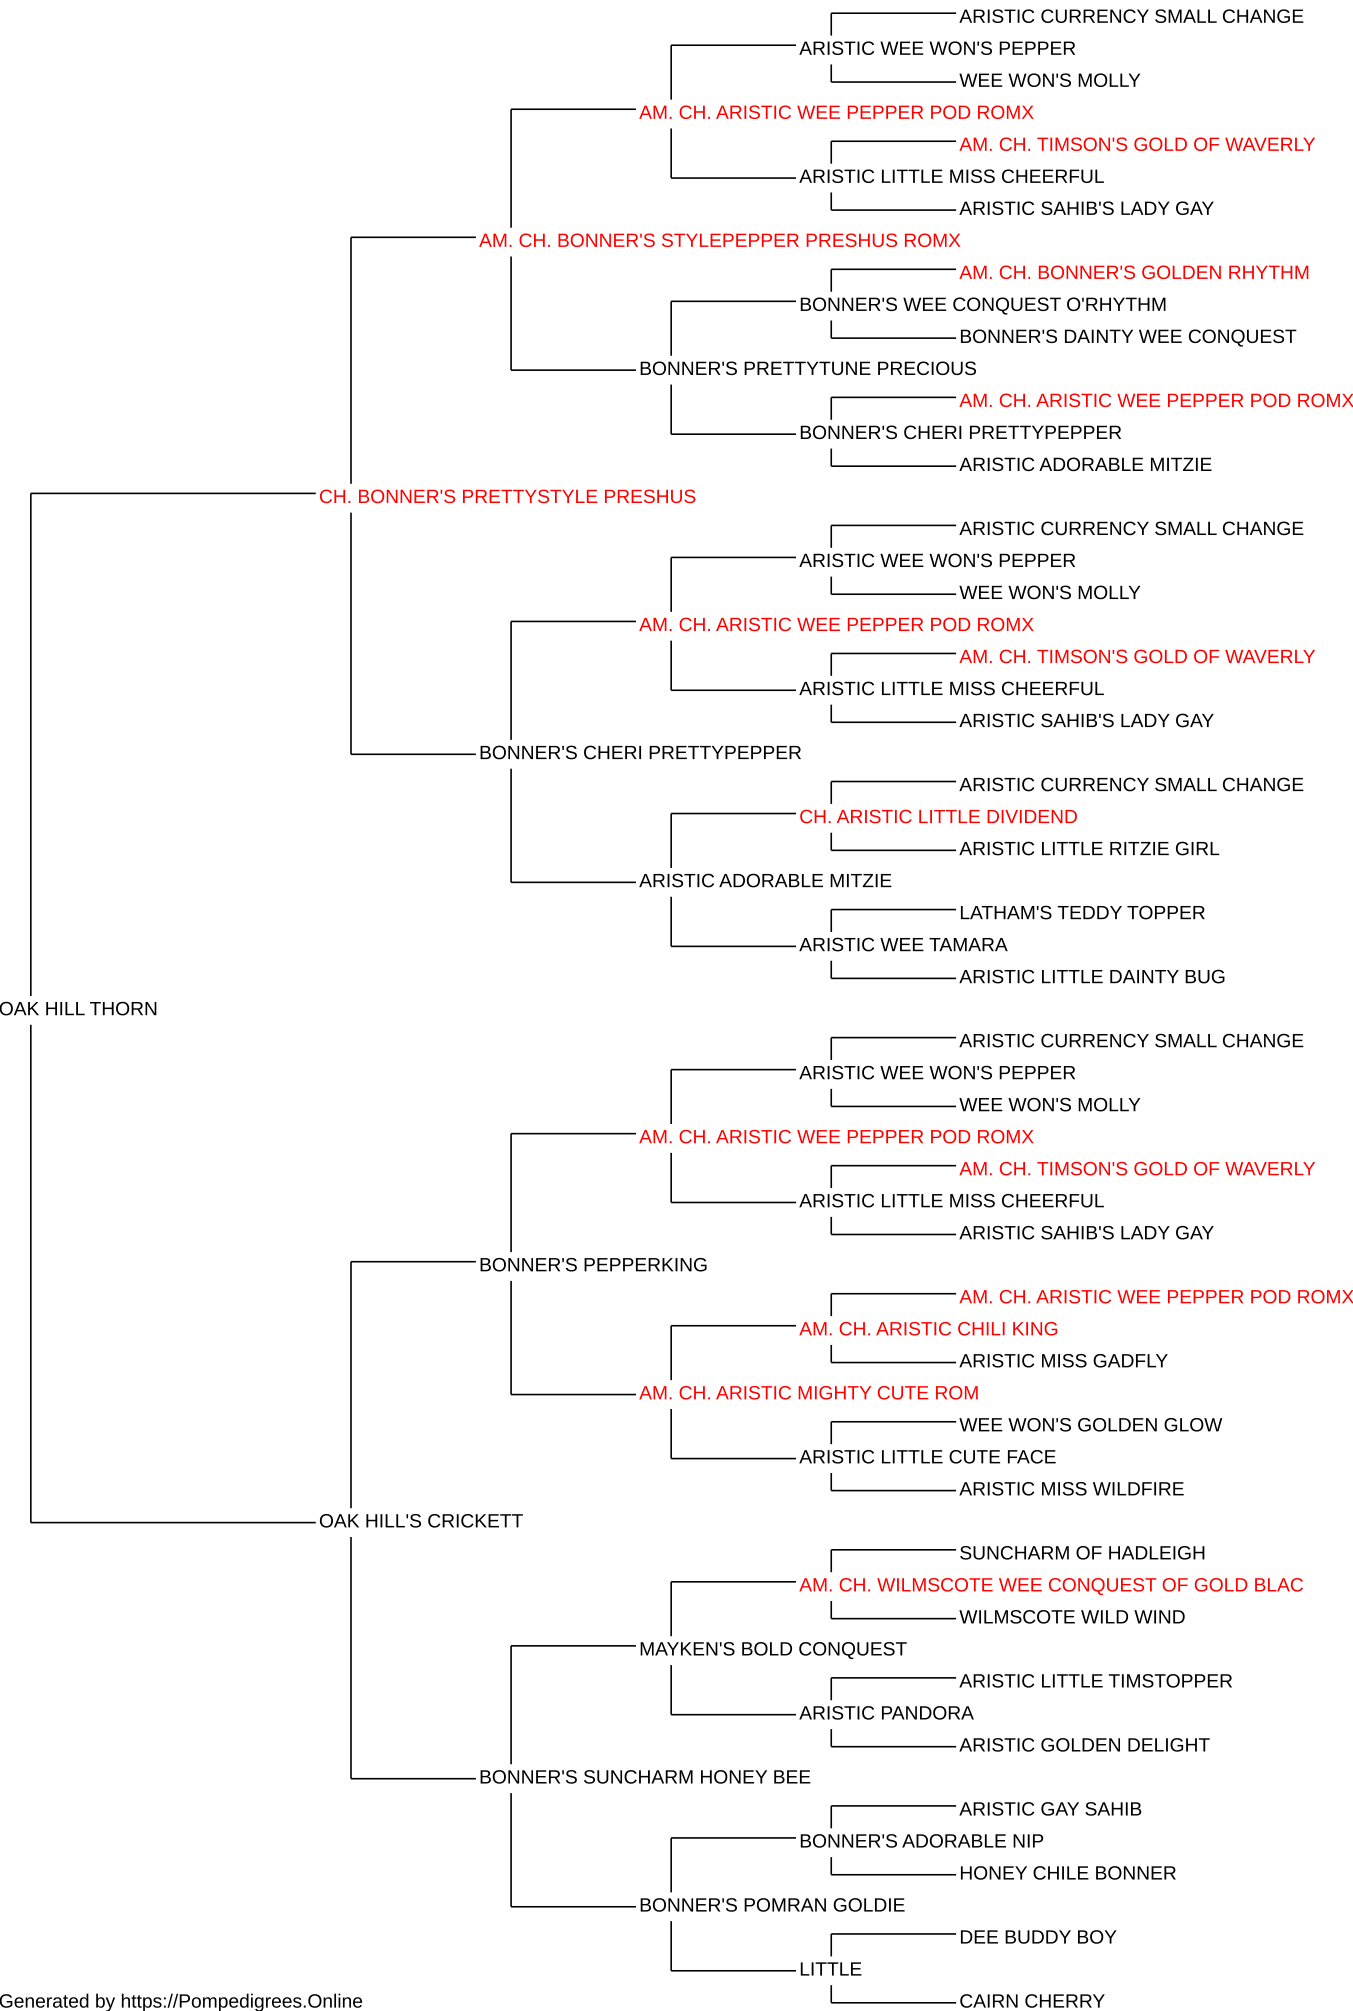 ARISTIC CURRENCY SMALL CHANGE
ARISTIC WEE WON'S PEPPER
WEE WON'S MOLLY
AM. CH. ARISTIC WEE PEPPER POD ROMX
AM. CH. TIMSON'S GOLD OF WAVERLY
ARISTIC LITTLE MISS CHEERFUL
ARISTIC SAHIB'S LADY GAY
AM. CH. BONNER'S STYLEPEPPER PRESHUS ROMX
AM. CH. BONNER'S GOLDEN RHYTHM
BONNER'S WEE CONQUEST O'RHYTHM
BONNER'S DAINTY WEE CONQUEST
BONNER'S PRETTYTUNE PRECIOUS
AM. CH. ARISTIC WEE PEPPER POD ROMX
BONNER'S CHERI PRETTYPEPPER
ARISTIC ADORABLE MITZIE
CH. BONNER'S PRETTYSTYLE PRESHUS
ARISTIC CURRENCY SMALL CHANGE
ARISTIC WEE WON'S PEPPER
WEE WON'S MOLLY
AM. CH. ARISTIC WEE PEPPER POD ROMX
AM. CH. TIMSON'S GOLD OF WAVERLY
ARISTIC LITTLE MISS CHEERFUL
ARISTIC SAHIB'S LADY GAY
BONNER'S CHERI PRETTYPEPPER
ARISTIC CURRENCY SMALL CHANGE
CH. ARISTIC LITTLE DIVIDEND
ARISTIC LITTLE RITZIE GIRL
ARISTIC ADORABLE MITZIE
LATHAM'S TEDDY TOPPER
ARISTIC WEE TAMARA
ARISTIC LITTLE DAINTY BUG
OAK HILL THORN
ARISTIC CURRENCY SMALL CHANGE
ARISTIC WEE WON'S PEPPER
WEE WON'S MOLLY
AM. CH. ARISTIC WEE PEPPER POD ROMX
AM. CH. TIMSON'S GOLD OF WAVERLY
ARISTIC LITTLE MISS CHEERFUL
ARISTIC SAHIB'S LADY GAY
BONNER'S PEPPERKING
AM. CH. ARISTIC WEE PEPPER POD ROMX
AM. CH. ARISTIC CHILI KING
ARISTIC MISS GADFLY
AM. CH. ARISTIC MIGHTY CUTE ROM
WEE WON'S GOLDEN GLOW
ARISTIC LITTLE CUTE FACE
ARISTIC MISS WILDFIRE
OAK HILL'S CRICKETT
SUNCHARM OF HADLEIGH
AM. CH. WILMSCOTE WEE CONQUEST OF GOLD BLAC
WILMSCOTE WILD WIND
MAYKEN'S BOLD CONQUEST
ARISTIC LITTLE TIMSTOPPER
ARISTIC PANDORA
ARISTIC GOLDEN DELIGHT
BONNER'S SUNCHARM HONEY BEE
ARISTIC GAY SAHIB
BONNER'S ADORABLE NIP
HONEY CHILE BONNER
BONNER'S POMRAN GOLDIE
DEE BUDDY BOY
LITTLE
CAIRN CHERRY
Generated by https://Pompedigrees.Online